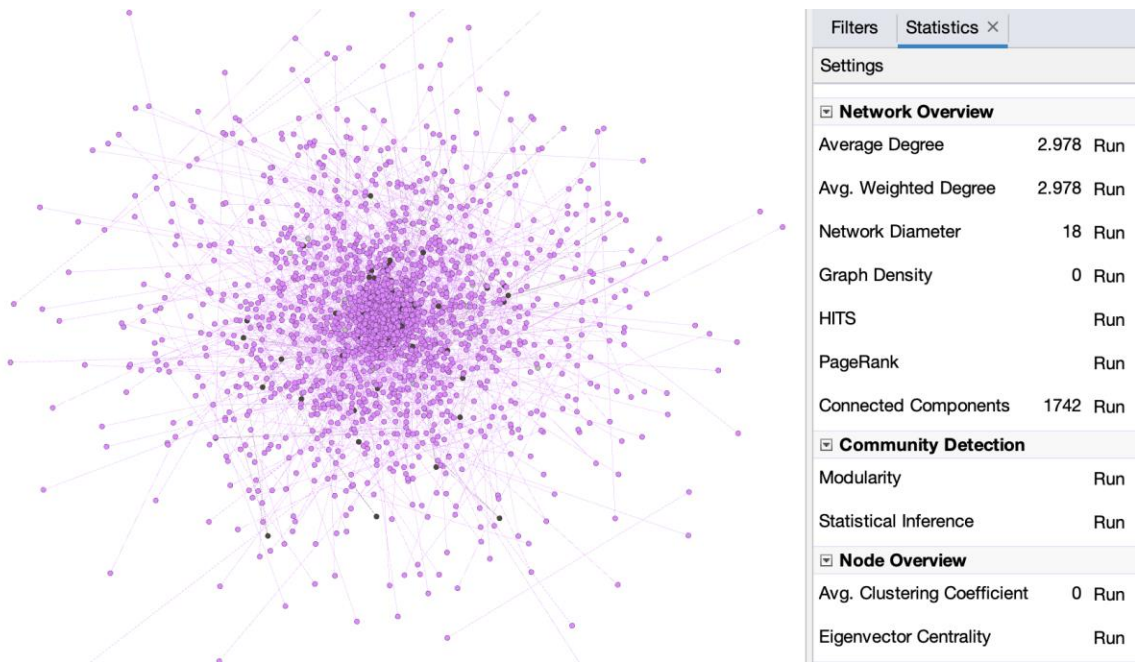 Filters Statistics ×
Settings
Network Overview
Average Degree 2.978 Run
Avg. Weighted Degree 2.978 Run
Network Diameter 18 Run
Graph Density 0 Run
HITS Run
PageRank Run
Connected Components 1742 Run
Community Detection
Modularity Run
Statistical Inference Run
Node Overview
Avg. Clustering Coefficient 0 Run
Eigenvector Centrality Run